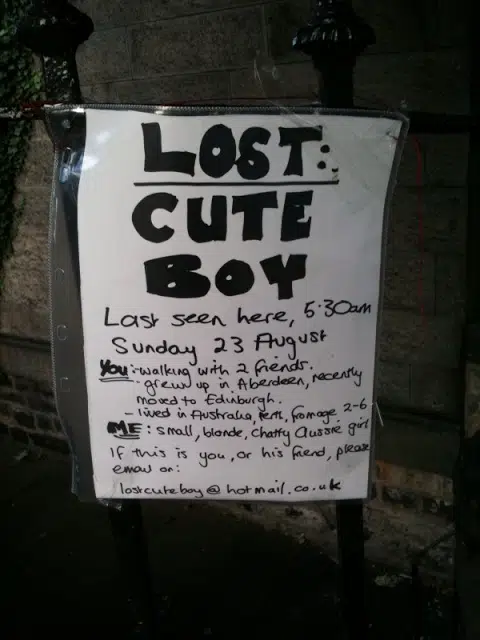 LOST:
CUTE
BOY
Last seen here, 5:30am
Sunday 23 August
You: - walking with 2 friends.
- grew up in Aberdeen, recently
moved to Edinburgh.
- lived in Australia, Perth, from age 2-6
ME: small, blonde, chatty Aussie girl
If this is you, or his friend, please
email on:
lostcuteboy@hotmail.co.uk